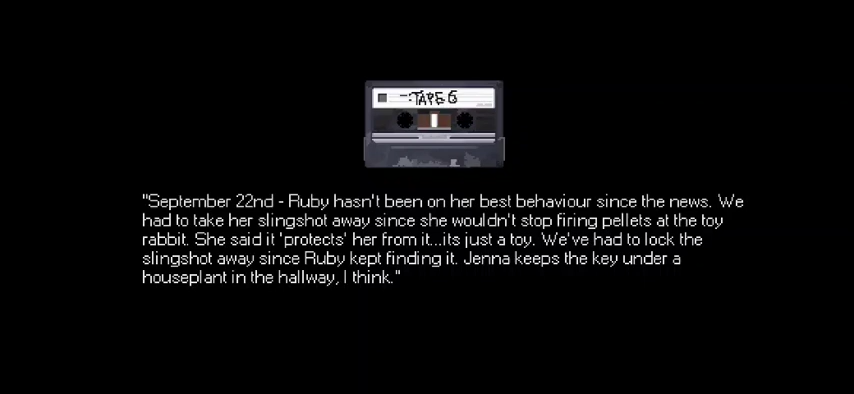 -:TAPE 6
"September 22nd - Ruby hasn't been on her best behaviour since the news. We
had to take her slingshot away since she wouldn't stop firing pellets at the toy
rabbit. She said it 'protects' her from it...its just a toy. We've had to lock the
slingshot away since Ruby kept finding it. Jenna keeps the key under a
houseplant in the hallway, I think."